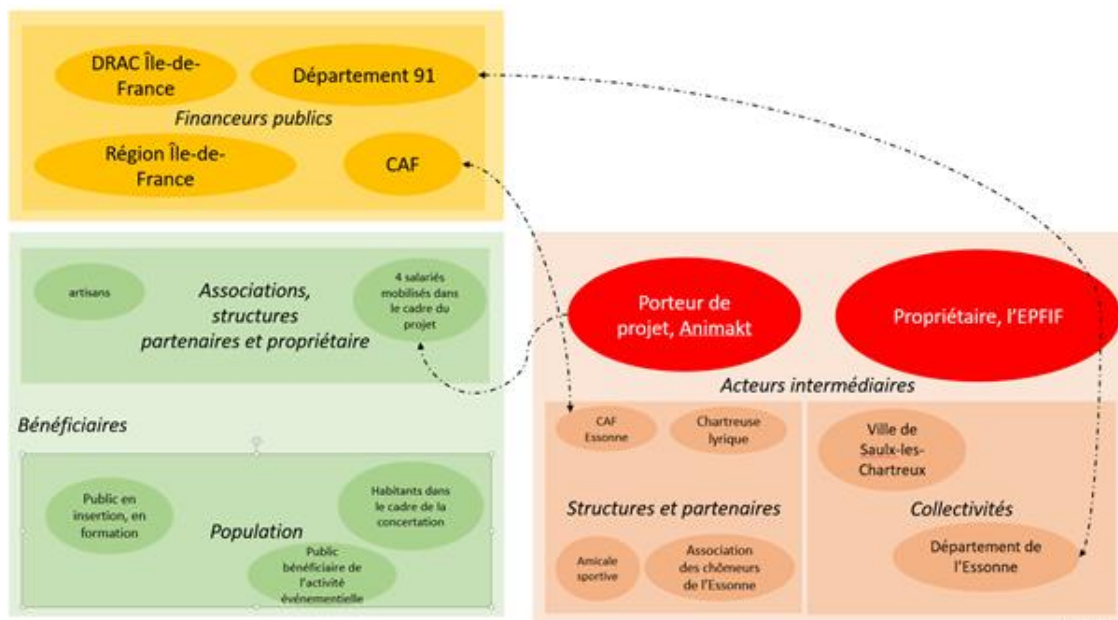 DRAC Île-de-
France
Département 91
Financeurs publics
Région Île-de-
France
CAF
artisans
Associations,
structures
partenaires et propriétaire
4 salariés
mobilisés dans
le cadre du
projet
Bénéficiaires
Public en
insertion, en
formation
Population
Habitants dans
le cadre de la
concertation
Public
bénéficiaire de
l'activité
événementielle
Porteur de
projet, Animakt
Propriétaire, l'EPFIF
Acteurs intermédiaires
CAF
Essonne
Chartreuse
lyrique
Structures et partenaires
Amicale
sportive
Association
des chômeurs
de l'Essonne
Ville de
Saulx-les-
Chartreux
Collectivités
Département de
l'Essonne